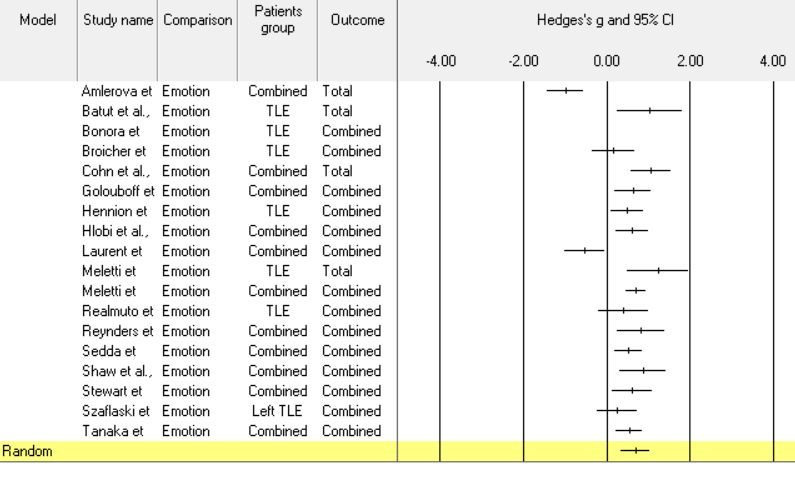 Model Study name Comparison Patients group Outcome Hedges's g and 95% CI
-4.00 -2.00 0.00 2.00 4.00
Amlerova et Emotion Combined Total
Batut et al., Emotion TLE Total
Bonora et Emotion TLE Combined
Broicher et Emotion TLE Combined
Cohn et al., Emotion Combined Total
Golouboff et Emotion Combined Combined
Hennion et Emotion TLE Combined
Hlobi et al., Emotion Combined Combined
Laurent et Emotion Combined Combined
Meletti et Emotion TLE Total
Meletti et Emotion Combined Combined
Realmuto et Emotion TLE Combined
Reynders et Emotion Combined Combined
Sedda et Emotion Combined Combined
Shaw et al., Emotion Combined Combined
Stewart et Emotion Combined Combined
Szaflaski et Emotion Left TLE Combined
Tanaka et Emotion Combined Combined
Random